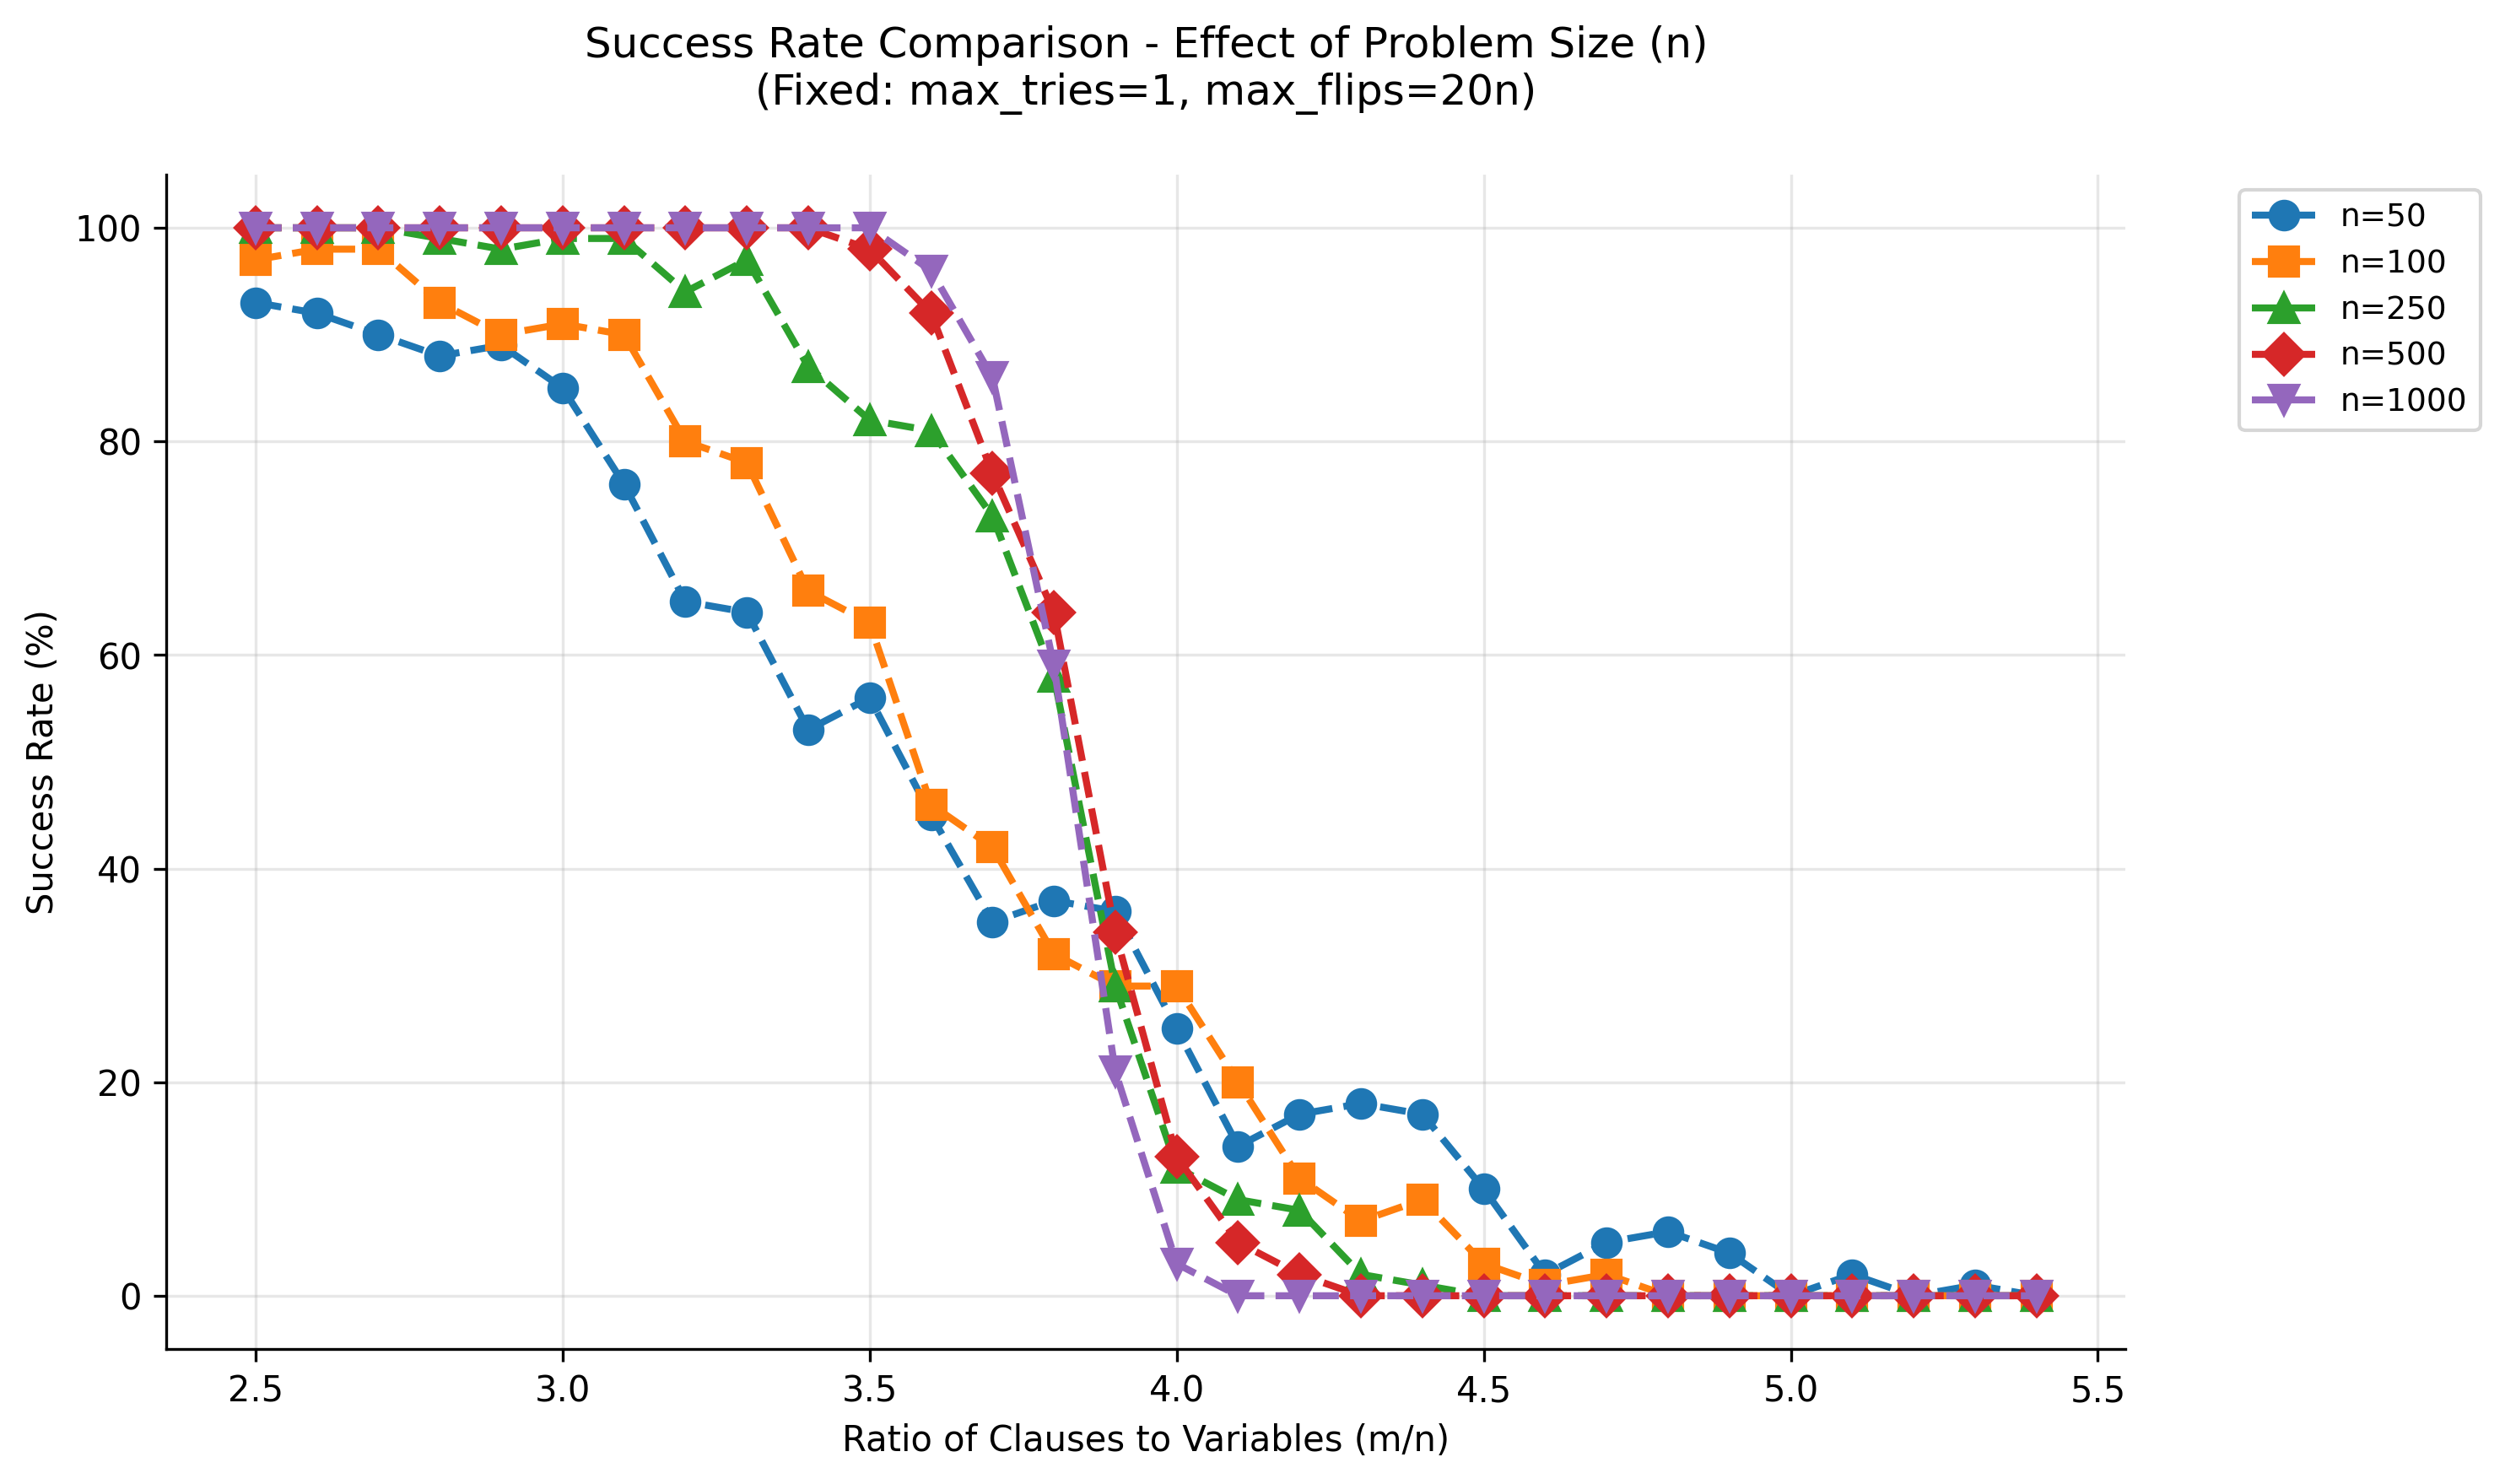 Success Rate Comparison - Effect of Problem Size (n)
(Fixed: max_tries=1, max_flips=20n)
Success Rate (%)
100
80
60
40
20
0
2.5 3.0 3.5 4.0 4.5 5.0 5.5
Ratio of Clauses to Variables (m/n)
n=50
n=100
n=250
n=500
n=1000